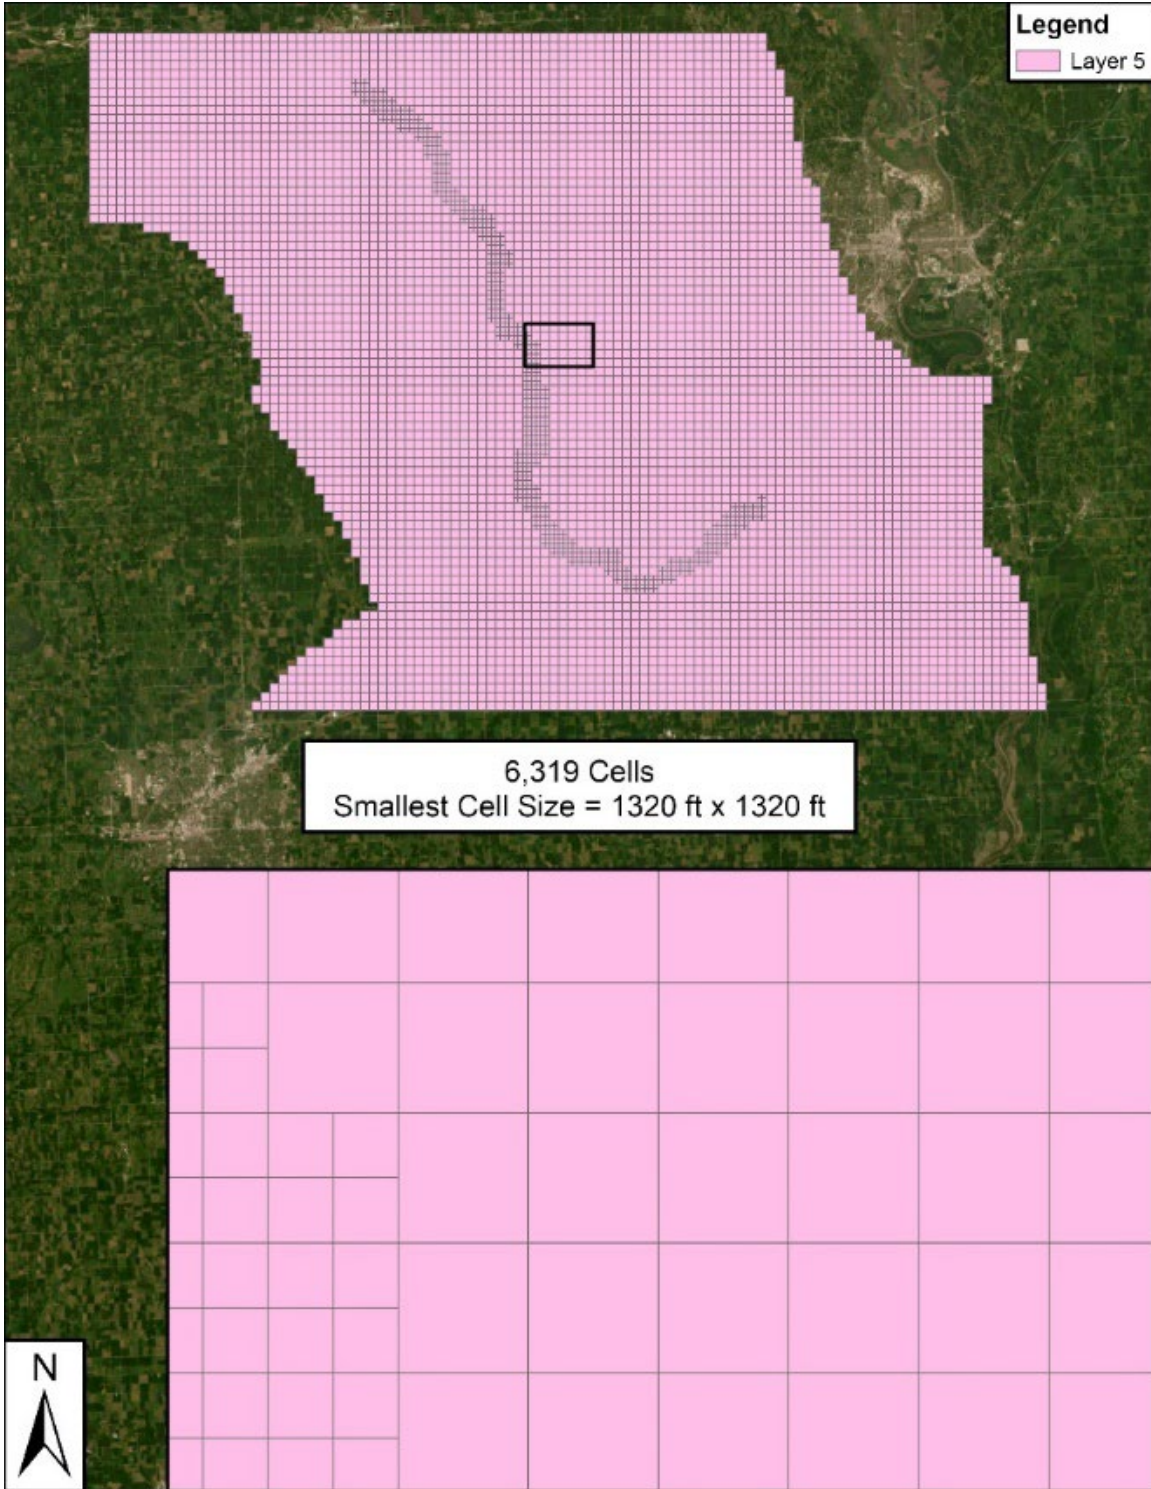 Legend
Layer 5
6,319 Cells
Smallest Cell Size = 1320 ft x 1320 ft
N